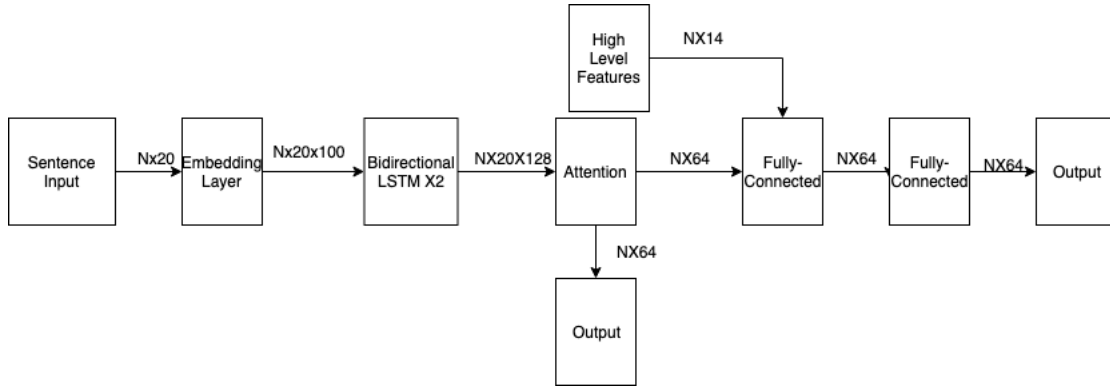 High
Level
Features
NX14
Sentence
Input
Nx20
Embedding
Layer
Nx20x100
Bidirectional
LSTM X2
NX20X128
Attention
NX64
Fully-
Connected
NX64
Fully-
Connected
NX64
Output
NX64
Output